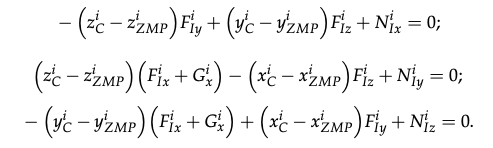 − (z_C^i − z_{ZMP}^i) F_{Iy}^i + (y_C^i − y_{ZMP}^i) F_{Iz}^i + N_{Ix}^i = 0;
(z_C^i − z_{ZMP}^i) (F_{Ix}^i + G_x^i) − (x_C^i − x_{ZMP}^i) F_{Iz}^i + N_{Iy}^i = 0;
− (y_C^i − y_{ZMP}^i) (F_{Ix}^i + G_x^i) + (x_C^i − x_{ZMP}^i) F_{Iy}^i + N_{Iz}^i = 0.